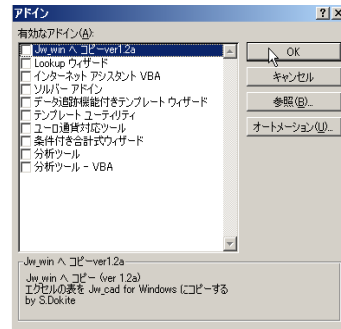 アドイン
有効なアドイン(A):
Jw_win へ コピーver1.2a
Lookup ウィザード
インターネット アシスタント VBA
ソルバー アドイン
データ追跡機能付きテンプレート ウィザード
テンプレート ユーティリティ
ユーロ通貨対応ツール
条件付き合計式ウィザード
分析ツール
分析ツール - VBA
OK
キャンセル
参照(B)...
オートメーション(U)...
Jw_win へ コピーver1.2a
Jw_win へ コピー (ver 1.2a)
エクセルの表を Jw_cad for Windows にコピーする
by S.Dokite